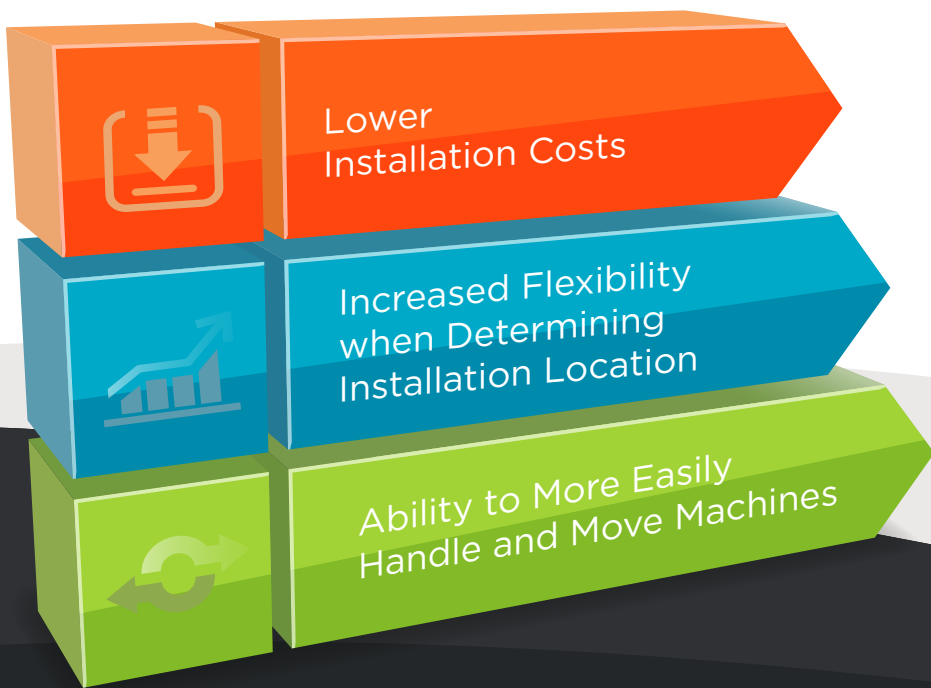 Lower
Installation Costs
Increased Flexibility
when Determining
Installation Location
Ability to More Easily
Handle and Move Machines